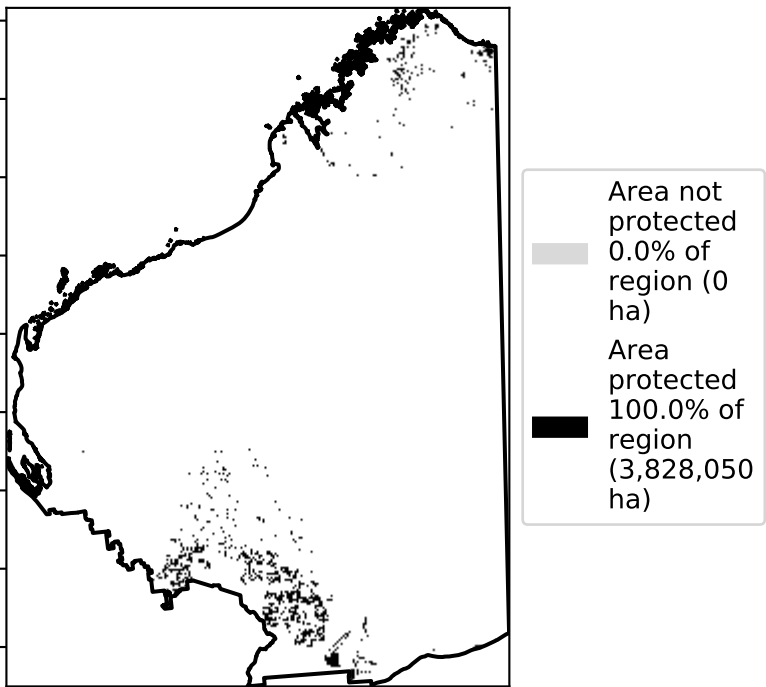 Area not
protected
0.0% of
region (0
ha)
Area
protected
100.0% of
region
(3,828,050
ha)